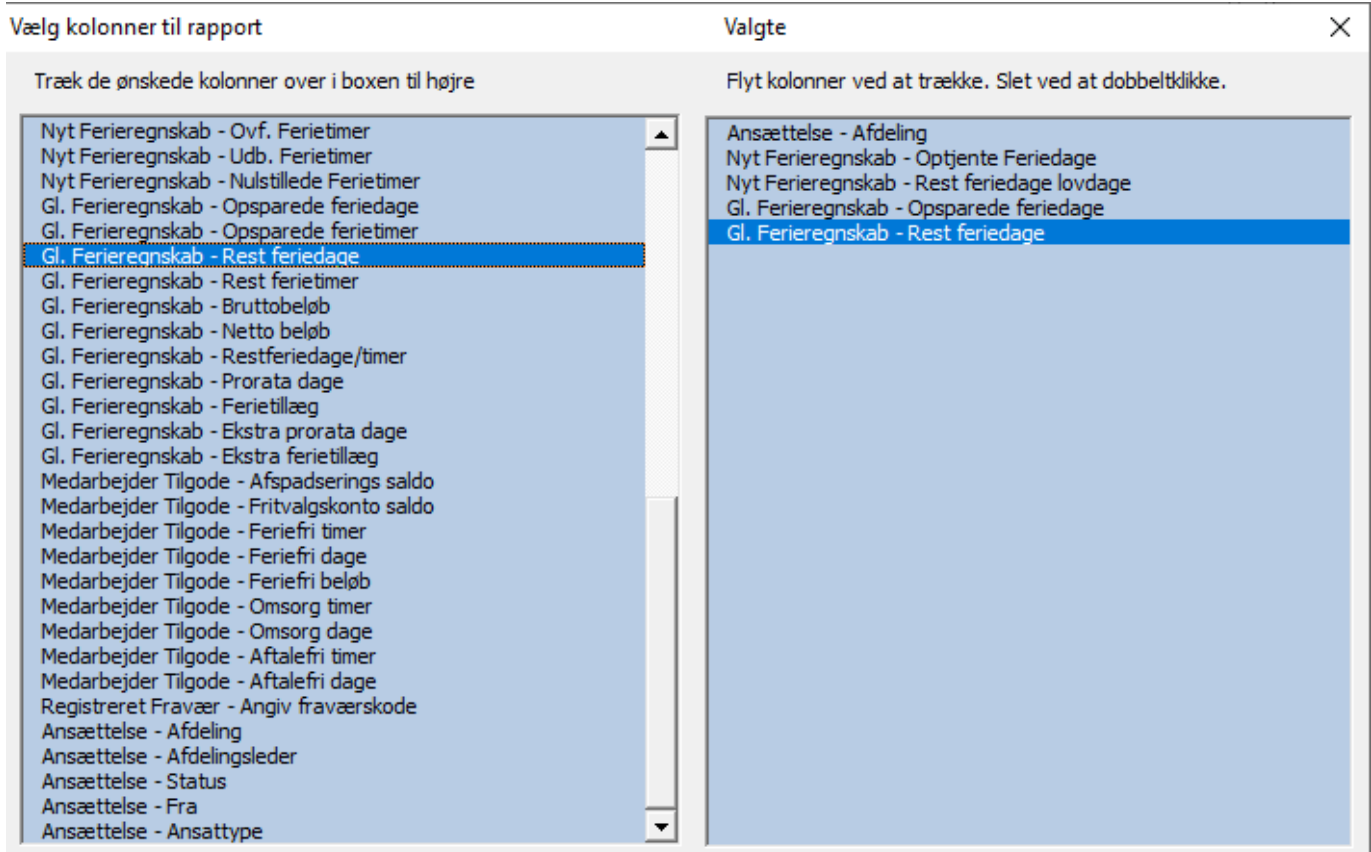 Vælg kolonner til rapport
Træk de ønskede kolonner over i boxen til højre
Nyt Ferieregnskab - Ovf. Ferietimer
Nyt Ferieregnskab - Udb. Ferietimer
Nyt Ferieregnskab - Nulstillede Ferietimer
Gl. Ferieregnskab - Opsparede feriedage
Gl. Ferieregnskab - Opsparede ferietimer
Gl. Ferieregnskab - Rest feriedage
Gl. Ferieregnskab - Rest ferietimer
Gl. Ferieregnskab - Bruttobeløb
Gl. Ferieregnskab - Netto beløb
Gl. Ferieregnskab - Restferiedage/timer
Gl. Ferieregnskab - Prorata dage
Gl. Ferieregnskab - Ferietillæg
Gl. Ferieregnskab - Ekstra prorata dage
Gl. Ferieregnskab - Ekstra ferietillæg
Medarbejder Tilgode - Afspadserings saldo
Medarbejder Tilgode - Fritvalgskonto saldo
Medarbejder Tilgode - Feriefri timer
Medarbejder Tilgode - Feriefri dage
Medarbejder Tilgode - Feriefri beløb
Medarbejder Tilgode - Omsorg timer
Medarbejder Tilgode - Omsorg dage
Medarbejder Tilgode - Aftalefri timer
Medarbejder Tilgode - Aftalefri dage
Registreret Fravær - Angiv fraværskode
Ansættelse - Afdeling
Ansættelse - Afdelingsleder
Ansættelse - Status
Ansættelse - Fra
Ansættelse - Ansattype
Valgte
Flyt kolonner ved at trække. Slet ved at dobbeltklikke.
Ansættelse - Afdeling
Nyt Ferieregnskab - Optjente Feriedage
Nyt Ferieregnskab - Rest feriedage lovdage
Gl. Ferieregnskab - Opsparede feriedage
Gl. Ferieregnskab - Rest feriedage